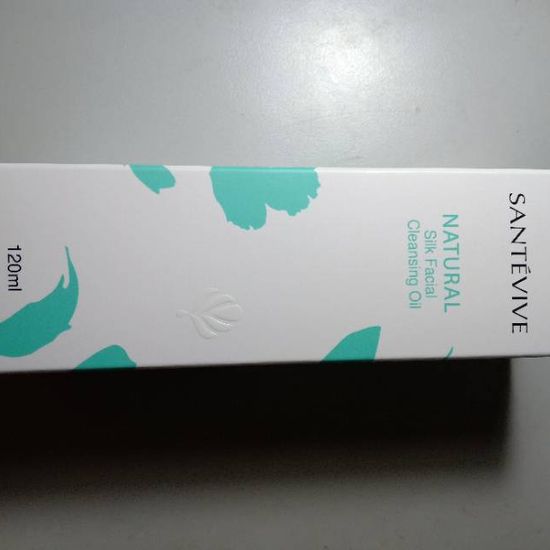 SANTÉVIVE
NATURAL
Silk Facial
Cleansing Oil
120ml